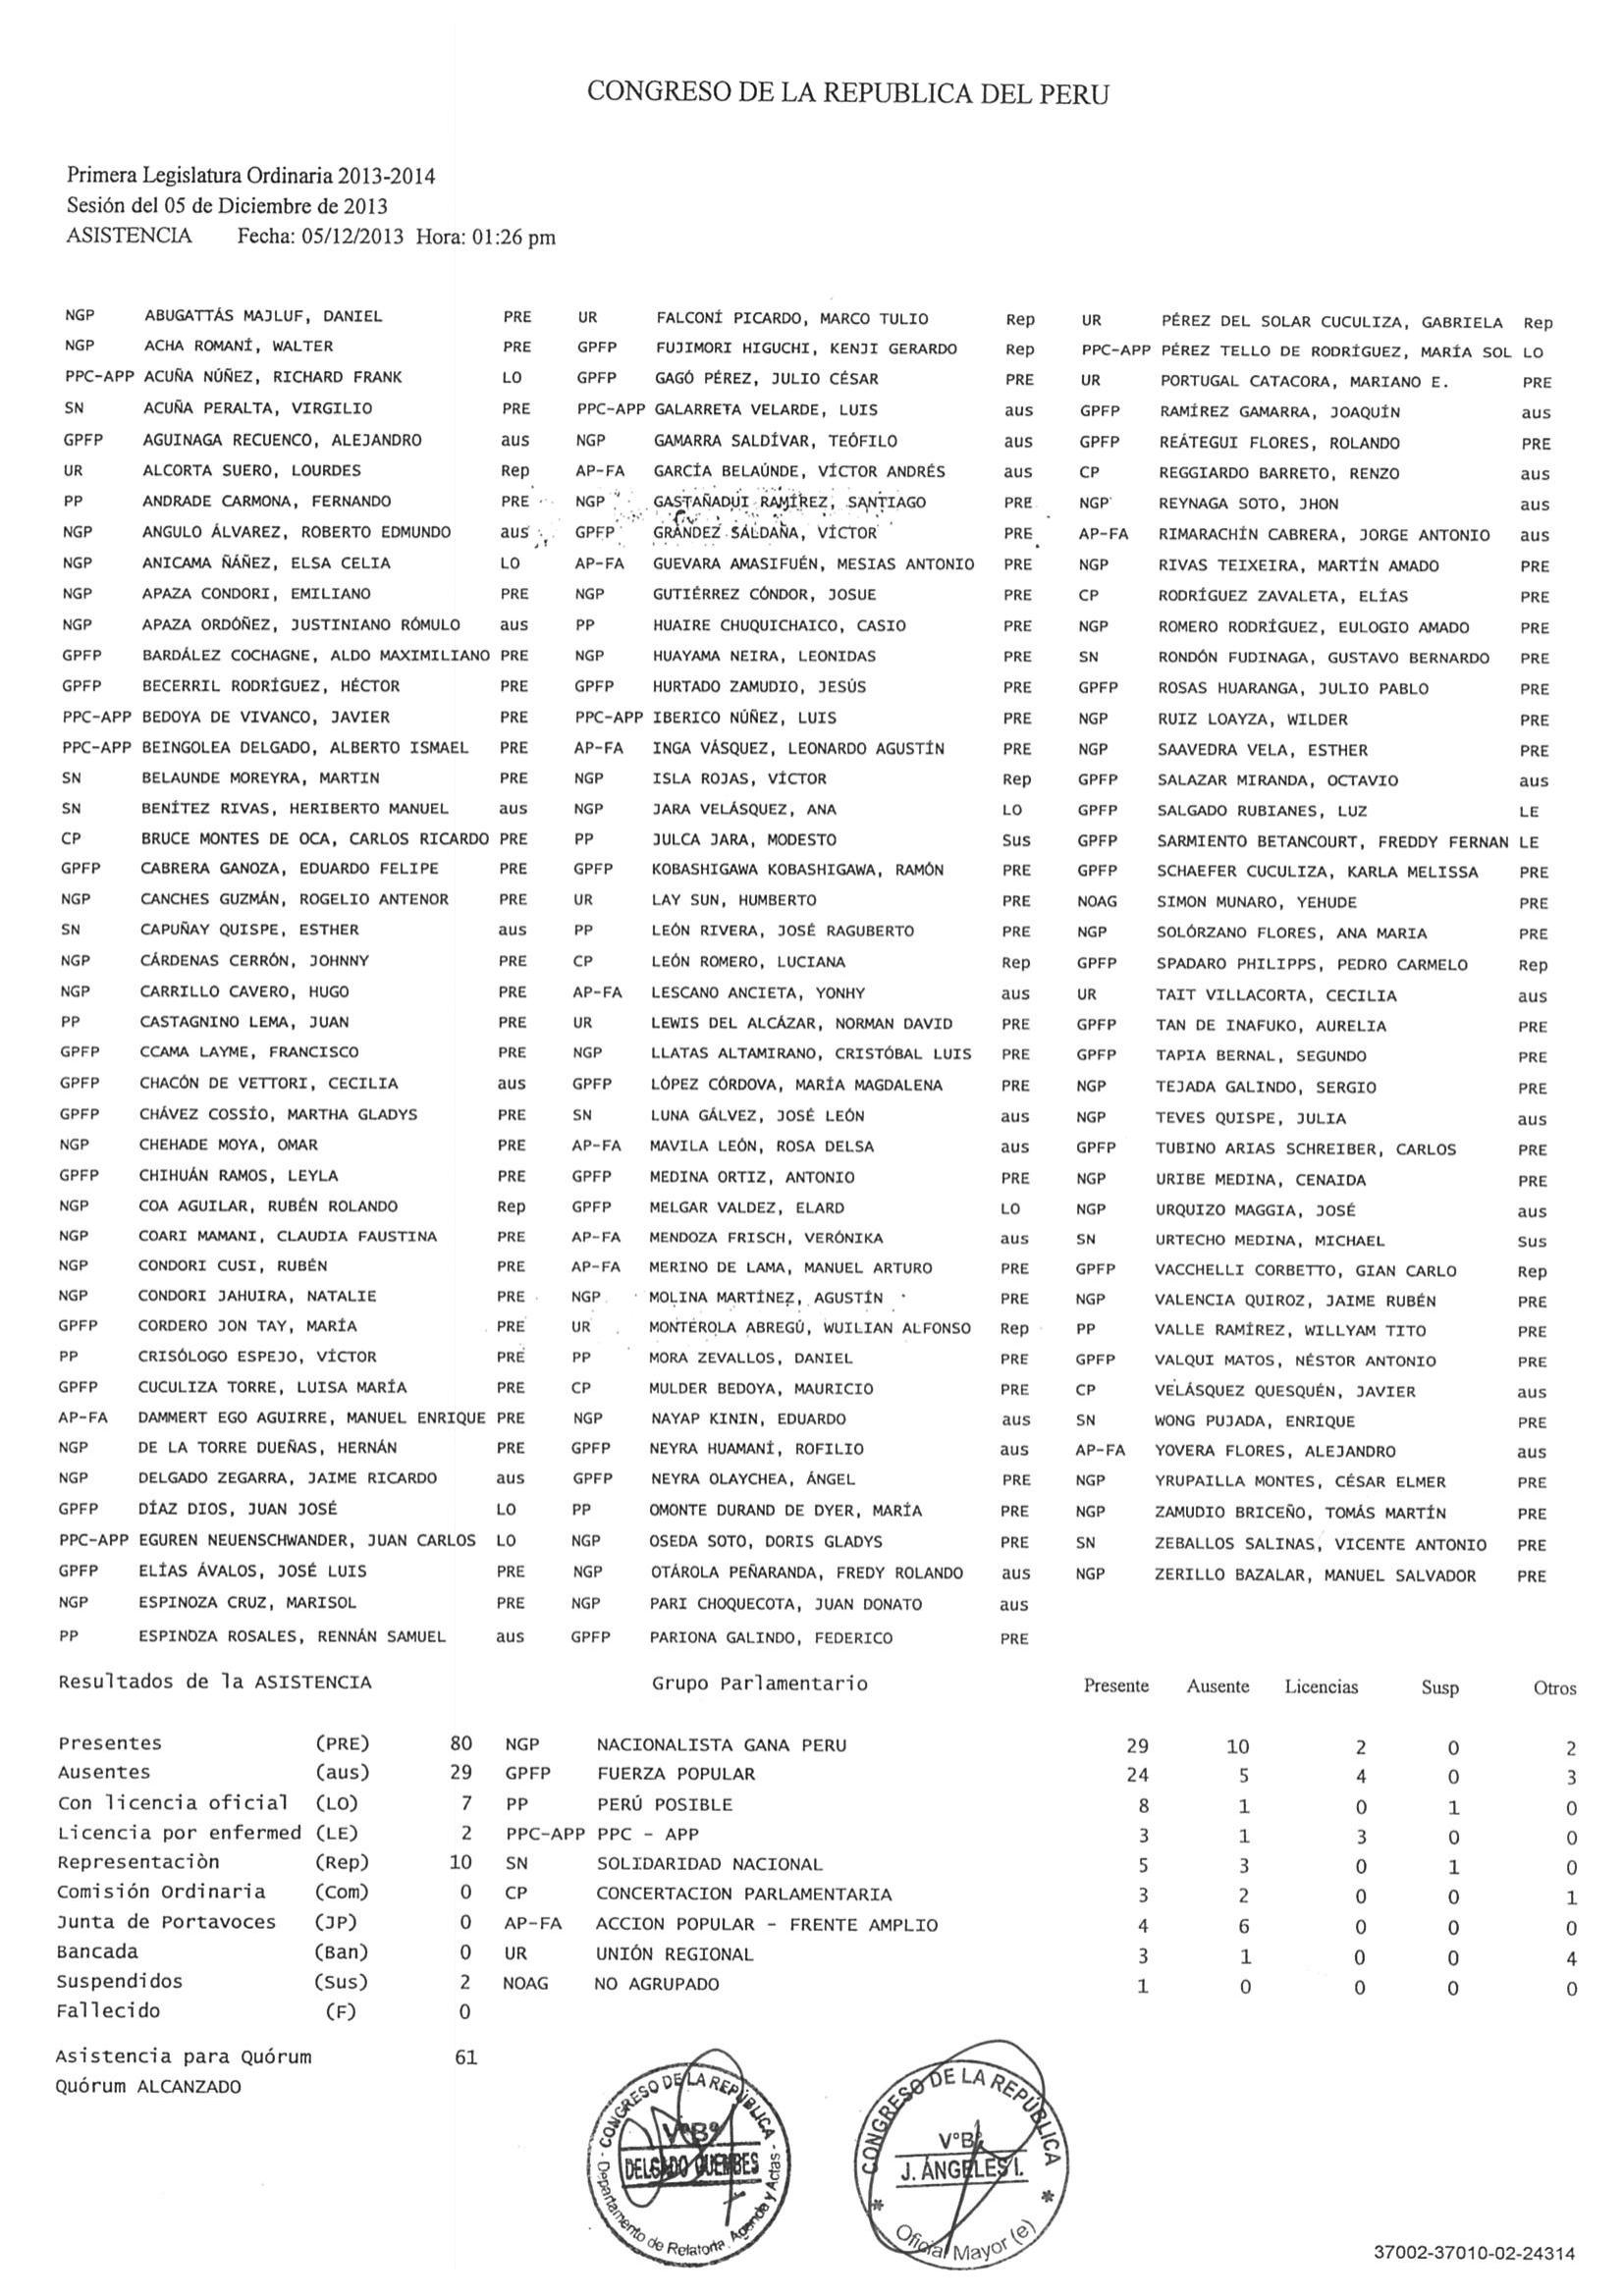 CONGRESO DE LA REPUBLICA DEL PERU
Primera Legislatura Ordinaria 2013-2014
Sesión del 05 de Diciembre de 2013
ASISTENCIA Fecha: 05/12/2013 Hora: 01:26 pm
NGP ABUGATTÁS MAJLUF, DANIEL PRE UR FALCONÍ PICARDO, MARCO TULIO Rep UR PÉREZ DEL SOLAR CUCULIZA, GABRIELA Rep
NGP ACHA ROMANÍ, WALTER PRE GPFP FUJIMORI HIGUCHI, KENJI GERARDO Rep PPC-APP PÉREZ TELLO DE RODRÍGUEZ, MARÍA SOL LO
PPC-APP ACUÑA NÚÑEZ, RICHARD FRANK LO GPFP GAGÓ PÉREZ, JULIO CÉSAR PRE UR PORTUGAL CATACORA, MARIANO E. PRE
SN ACUÑA PERALTA, VIRGILIO PRE PPC-APP GALARRETA VELARDE, LUIS aus GPFP RAMÍREZ GAMARRA, JOAQUÍN aus
GPFP AGUINAGA RECUENCO, ALEJANDRO aus NGP GAMARRA SALDÍVAR, TEÓFILO aus GPFP REÁTEGUI FLORES, ROLANDO PRE
UR ALCORTA SUERO, LOURDES Rep AP-FA GARCÍA BELAÚNDE, VÍCTOR ANDRÉS aus CP REGGIARDO BARRETO, RENZO aus
PP ANDRADE CARMONA, FERNANDO PRE NGP GASTAÑADUI RAMÍREZ, SANTIAGO PRE NGP REYNAGA SOTO, JHON aus
NGP ANGULO ÁLVAREZ, ROBERTO EDMUNDO aus GPFP GRÁNDEZ SALDAÑA, VÍCTOR PRE AP-FA RIMARACHÍN CABRERA, JORGE ANTONIO aus
NGP ANICAMA ÑÁÑEZ, ELSA CELIA LO AP-FA GUEVARA AMASIFUÉN, MESIAS ANTONIO PRE NGP RIVAS TEIXEIRA, MARTÍN AMADO PRE
NGP APAZA CONDORI, EMILIANO PRE NGP GUTIÉRREZ CÓNDOR, JOSUE PRE CP RODRÍGUEZ ZAVALETA, ELÍAS PRE
NGP APAZA ORDÓÑEZ, JUSTINIANO RÓMULO aus PP HUAIRE CHUQUICHAICO, CASIO PRE NGP ROMERO RODRÍGUEZ, EULOGIO AMADO PRE
GPFP BARDÁLEZ COCHAGNE, ALDO MAXIMILIANO PRE NGP HUAYAMA NEIRA, LEONIDAS PRE SN RONDÓN FUDINAGA, GUSTAVO BERNARDO PRE
GPFP BECERRIL RODRÍGUEZ, HÉCTOR PRE GPFP HURTADO ZAMUDIO, JESÚS PRE GPFP ROSAS HUARANGA, JULIO PABLO PRE
PPC-APP BEDOYA DE VIVANCO, JAVIER PRE PPC-APP IBERICO NÚÑEZ, LUIS PRE NGP RUIZ LOAYZA, WILDER PRE
PPC-APP BEINGOLEA DELGADO, ALBERTO ISMAEL PRE AP-FA INGA VÁSQUEZ, LEONARDO AGUSTÍN PRE NGP SAAVEDRA VELA, ESTHER PRE
SN BELAUNDE MOREYRA, MARTIN PRE NGP ISLA ROJAS, VÍCTOR Rep GPFP SALAZAR MIRANDA, OCTAVIO aus
SN BENÍTEZ RIVAS, HERIBERTO MANUEL aus NGP JARA VELÁSQUEZ, ANA LO GPFP SALGADO RUBIANES, LUZ LE
CP BRUCE MONTES DE OCA, CARLOS RICARDO PRE PP JULCA JARA, MODESTO Sus GPFP SARMIENTO BETANCOURT, FREDDY FERNAN LE
GPFP CABRERA GANOZA, EDUARDO FELIPE PRE GPFP KOBASHIGAWA KOBASHIGAWA, RAMÓN PRE GPFP SCHAEFER CUCULIZA, KARLA MELISSA PRE
NGP CANCHES GUZMÁN, ROGELIO ANTENOR PRE UR LAY SUN, HUMBERTO PRE NOAG SIMON MUNARO, YEHUDE PRE
SN CAPUÑAY QUISPE, ESTHER aus PP LEÓN RIVERA, JOSÉ RAGUBERTO PRE NGP SOLÓRZANO FLORES, ANA MARIA PRE
NGP CÁRDENAS CERRÓN, JOHNNY PRE CP LEÓN ROMERO, LUCIANA Rep GPFP SPADARO PHILIPPS, PEDRO CARMELO Rep
NGP CARRILLO CAVERO, HUGO PRE AP-FA LESCANO ANCIETA, YONHY aus UR TAIT VILLACORTA, CECILIA aus
PP CASTAGNINO LEMA, JUAN PRE UR LEWIS DEL ALCÁZAR, NORMAN DAVID PRE GPFP TAN DE INAFUKO, AURELIA PRE
GPFP CCAMA LAYME, FRANCISCO PRE NGP LLATAS ALTAMIRANO, CRISTÓBAL LUIS PRE GPFP TAPIA BERNAL, SEGUNDO PRE
GPFP CHACÓN DE VETTORI, CECILIA aus GPFP LÓPEZ CÓRDOVA, MARÍA MAGDALENA PRE NGP TEJADA GALINDO, SERGIO PRE
GPFP CHÁVEZ COSSÍO, MARTHA GLADYS PRE SN LUNA GÁLVEZ, JOSÉ LEÓN aus NGP TEVES QUISPE, JULIA aus
NGP CHEHADE MOYA, OMAR PRE AP-FA MAVILA LEÓN, ROSA DELSA aus GPFP TUBINO ARIAS SCHREIBER, CARLOS PRE
GPFP CHIHUÁN RAMOS, LEYLA PRE GPFP MEDINA ORTIZ, ANTONIO PRE NGP URIBE MEDINA, CENAIDA PRE
NGP COA AGUILAR, RUBÉN ROLANDO Rep GPFP MELGAR VALDEZ, ELARD LO NGP URQUIZO MAGGIA, JOSÉ aus
NGP COARI MAMANI, CLAUDIA FAUSTINA PRE AP-FA MENDOZA FRISCH, VERÓNIKA aus SN URTECHO MEDINA, MICHAEL Sus
NGP CONDORI CUSI, RUBÉN PRE AP-FA MERINO DE LAMA, MANUEL ARTURO PRE GPFP VACCHELLI CORBETTO, GIAN CARLO Rep
NGP CONDORI JAHUIRA, NATALIE PRE NGP MOLINA MARTÍNEZ, AGUSTÍN PRE NGP VALENCIA QUIROZ, JAIME RUBÉN PRE
GPFP CORDERO JON TAY, MARÍA PRE UR MONTEROLA ABREGÚ, WUILIAN ALFONSO Rep PP VALLE RAMÍREZ, WILLYAM TITO PRE
PP CRISÓLOGO ESPEJO, VÍCTOR PRE PP MORA ZEVALLOS, DANIEL PRE GPFP VALQUI MATOS, NÉSTOR ANTONIO PRE
GPFP CUCULIZA TORRE, LUISA MARÍA PRE CP MULDER BEDOYA, MAURICIO PRE CP VELÁSQUEZ QUESQUÉN, JAVIER aus
AP-FA DAMMERT EGO AGUIRRE, MANUEL ENRIQUE PRE NGP NAYAP KININ, EDUARDO aus SN WONG PUJADA, ENRIQUE PRE
NGP DE LA TORRE DUEÑAS, HERNÁN PRE GPFP NEYRA HUAMANÍ, ROFILIO aus AP-FA YOVERA FLORES, ALEJANDRO aus
NGP DELGADO ZEGARRA, JAIME RICARDO aus GPFP NEYRA OLAYCHEA, ÁNGEL PRE NGP YRUPAILLA MONTES, CÉSAR ELMER PRE
GPFP DÍAZ DIOS, JUAN JOSÉ LO PP OMONTE DURAND DE DYER, MARÍA PRE NGP ZAMUDIO BRICEÑO, TOMÁS MARTÍN PRE
PPC-APP EGUREN NEUENSCHWANDER, JUAN CARLOS LO NGP OSEDA SOTO, DORIS GLADYS PRE SN ZEBALLOS SALINAS, VICENTE ANTONIO PRE
GPFP ELÍAS ÁVALOS, JOSÉ LUIS PRE NGP OTÁROLA PEÑARANDA, FREDY ROLANDO aus NGP ZERILLO BAZALAR, MANUEL SALVADOR PRE
NGP ESPINOZA CRUZ, MARISOL PRE NGP PARI CHOQUECOTA, JUAN DONATO aus
PP ESPINOZA ROSALES, RENNÁN SAMUEL aus GPFP PARIONA GALINDO, FEDERICO PRE
Resultados de la ASISTENCIA Grupo Parlamentario Presente Ausente Licencias Susp Otros
Presentes (PRE) 80 NGP NACIONALISTA GANA PERU 29 10 2 0 2
Ausentes (aus) 29 GPFP FUERZA POPULAR 24 5 4 0 3
Con licencia oficial (LO) 7 PP PERÚ POSIBLE 8 1 0 1 0
Licencia por enfermed (LE) 2 PPC-APP PPC - APP 3 1 3 0 0
Representaciòn (Rep) 10 SN SOLIDARIDAD NACIONAL 5 3 0 1 0
Comisión Ordinaria (Com) 0 CP CONCERTACION PARLAMENTARIA 3 2 0 0 1
Junta de Portavoces (JP) 0 AP-FA ACCION POPULAR - FRENTE AMPLIO 4 6 0 0 0
Bancada (Ban) 0 UR UNIÓN REGIONAL 3 1 0 0 4
Suspendidos (Sus) 2 NOAG NO AGRUPADO 1 0 0 0 0
Fallecido (F) 0
Asistencia para Quórum 61
Quórum ALCANZADO
CONGRESO DE LA REPÚBLICA
V°B°
DELGADO GUEMBES
Departamento de Relatoria, Agenda y Actas
CONGRESO DE LA REPÚBLICA
V°B°
J. ÁNGELES I.
Oficial Mayor (e)
37002-37010-02-24314